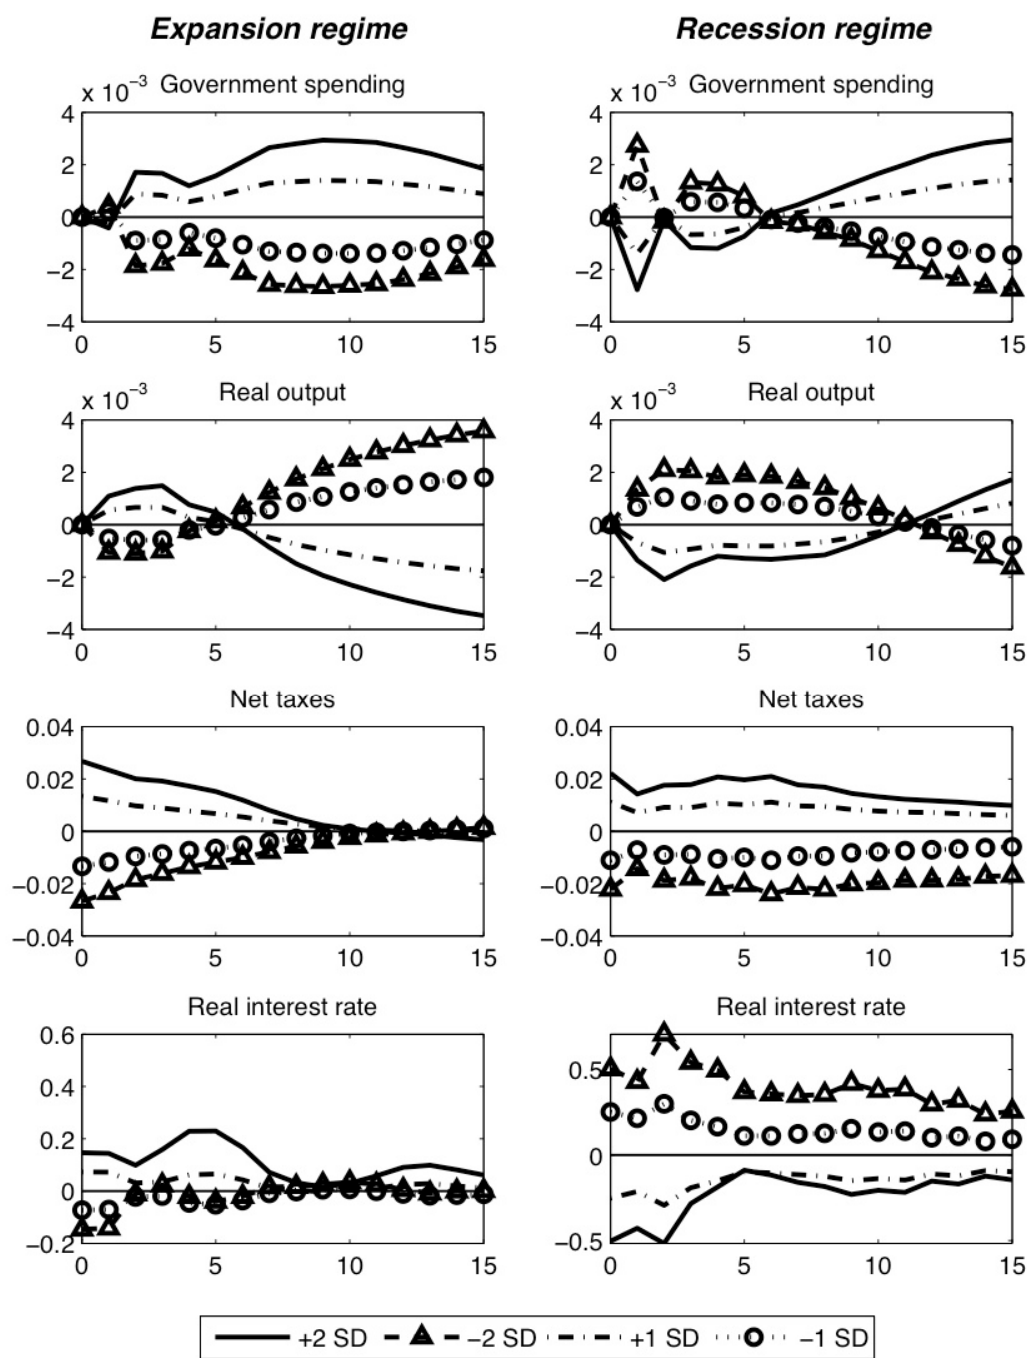 Expansion regime Recession regime
x 10⁻³ Government spending x 10⁻³ Government spending
4 4
2 2
0 0
−2 −2
−4 −4
0 5 10 15 0 5 10 15
x 10⁻³ Real output x 10⁻³ Real output
4 4
2 2
0 0
−2 −2
−4 −4
0 5 10 15 0 5 10 15
Net taxes Net taxes
0.04 0.04
0.02 0.02
0 0
−0.02 −0.02
−0.04 −0.04
0 5 10 15 0 5 10 15
Real interest rate Real interest rate
0.6
0.4 0.5
0.2
0 0
−0.2 −0.5
0 5 10 15 0 5 10 15
+2 SD −2 SD +1 SD −1 SD